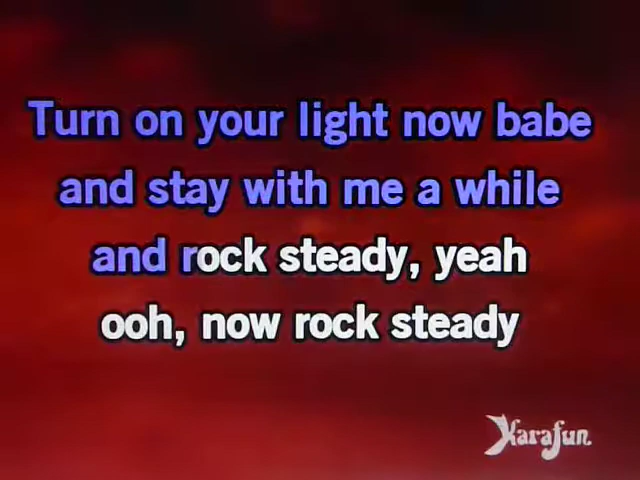 Turn on your light now babe
and stay with me a while
and rock steady, yeah
ooh, now rock steady
Karafun